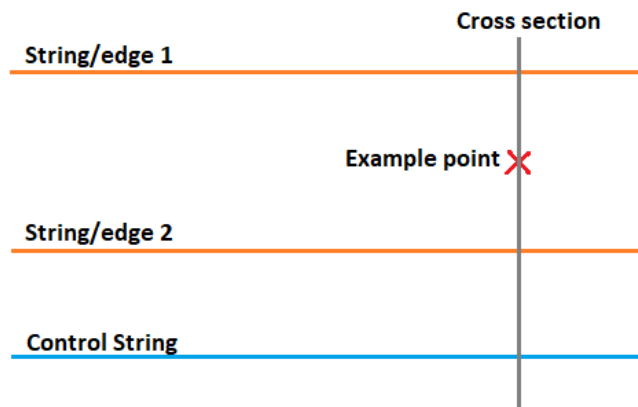 Cross section
String/edge 1
Example point
String/edge 2
Control String